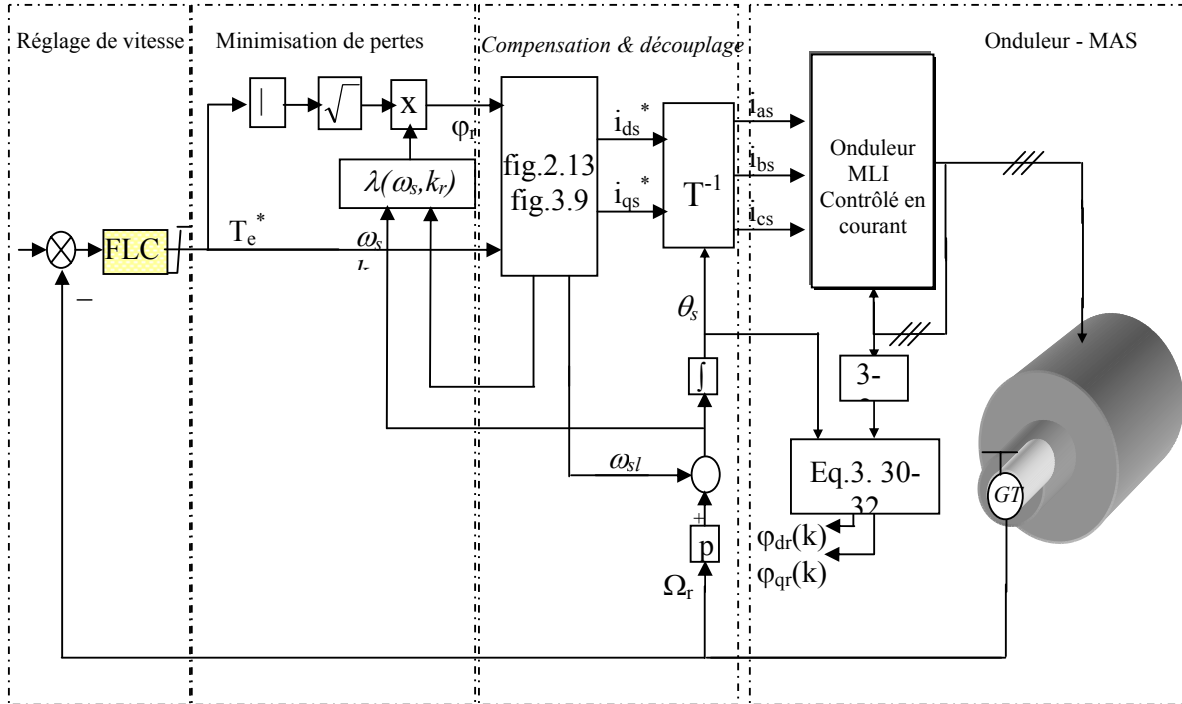 Réglage de vitesse
Minimisation de pertes
Compensation & découplage
Onduleur - MAS
|
√
x
φr
λ(ωs,kr)
Te*
ωs
FLC
−
fig.2.13
fig.3.9
ids*
iqs*
T-1
ias
ibs
ics
Onduleur
MLI
Contrôlé en
courant
θs
∫
3-
ωsl
Eq.3. 30-
32
+
p
φdr(k)
φqr(k)
Ωr
GT